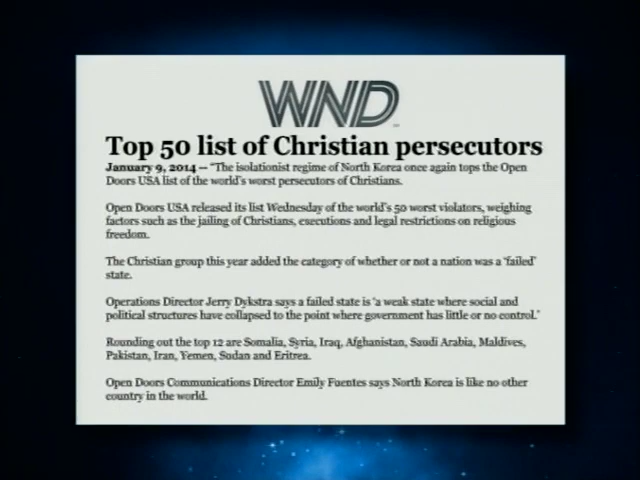 WND
Top 50 list of Christian persecutors
January 9, 2014 — "The isolationist regime of North Korea once again tops the Open
Doors USA list of the world's worst persecutors of Christians.
Open Doors USA released its list Wednesday of the world's 50 worst violators, weighing
factors such as the jailing of Christians, executions and legal restrictions on religious
freedom.
The Christian group this year added the category of whether or not a nation was a 'failed'
state.
Operations Director Jerry Dykstra says a failed state is 'a weak state where social and
political structures have collapsed to the point where government has little or no control.'
Rounding out the top 12 are Somalia, Syria, Iraq, Afghanistan, Saudi Arabia, Maldives,
Pakistan, Iran, Yemen, Sudan and Eritrea.
Open Doors Communications Director Emily Fuentes says North Korea is like no other
country in the world.